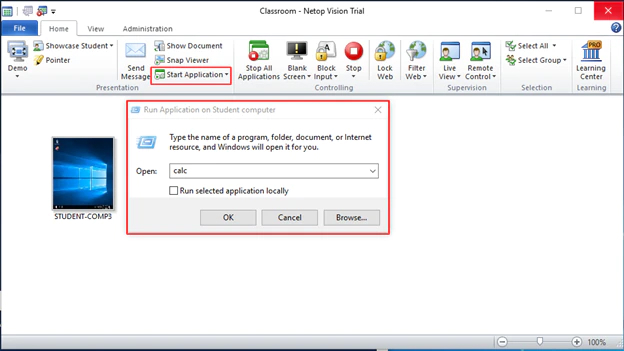 Classroom - Netop Vision Trial
File Home View Administration
Demo
Showcase Student
Pointer
Send Message
Show Document
Snap Viewer
Start Application
Presentation
Stop All Applications
Blank Screen
Block Input
Stop
Controlling
Lock Web
Filter Web
Live View
Remote Control
Supervision
Select All
Select Group
Selection
PRO
Learning Center
Learning
Run Application on Student computer
Type the name of a program, folder, document, or Internet
resource, and Windows will open it for you.
Open: calc
Run selected application locally
OK Cancel Browse...
STUDENT-COMP3
100%